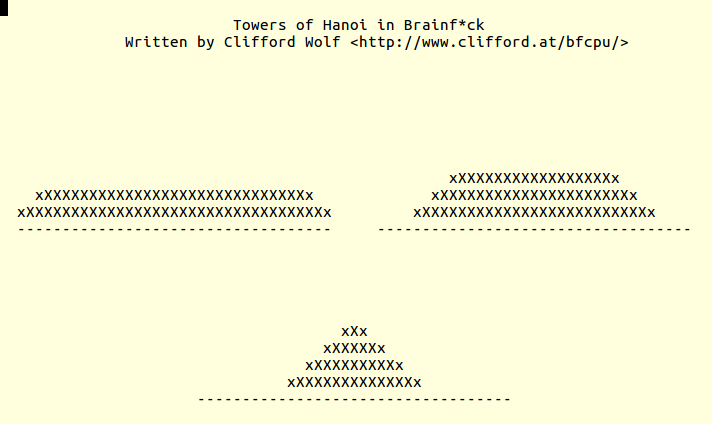 Towers of Hanoi in Brainf*ck
Written by Clifford Wolf <http://www.clifford.at/bfcpu/>
xXXXXXXXXXXXXXXXXXx
xXXXXXXXXXXXXXXXXXXXXXXXXXXXXXx xXXXXXXXXXXXXXXXXXXXXXx
xXXXXXXXXXXXXXXXXXXXXXXXXXXXXXXXXXx xXXXXXXXXXXXXXXXXXXXXXXXXx
----------------------------------- -----------------------------------
xXx
xXXXXXx
xXXXXXXXXXx
xXXXXXXXXXXXXXx
-----------------------------------